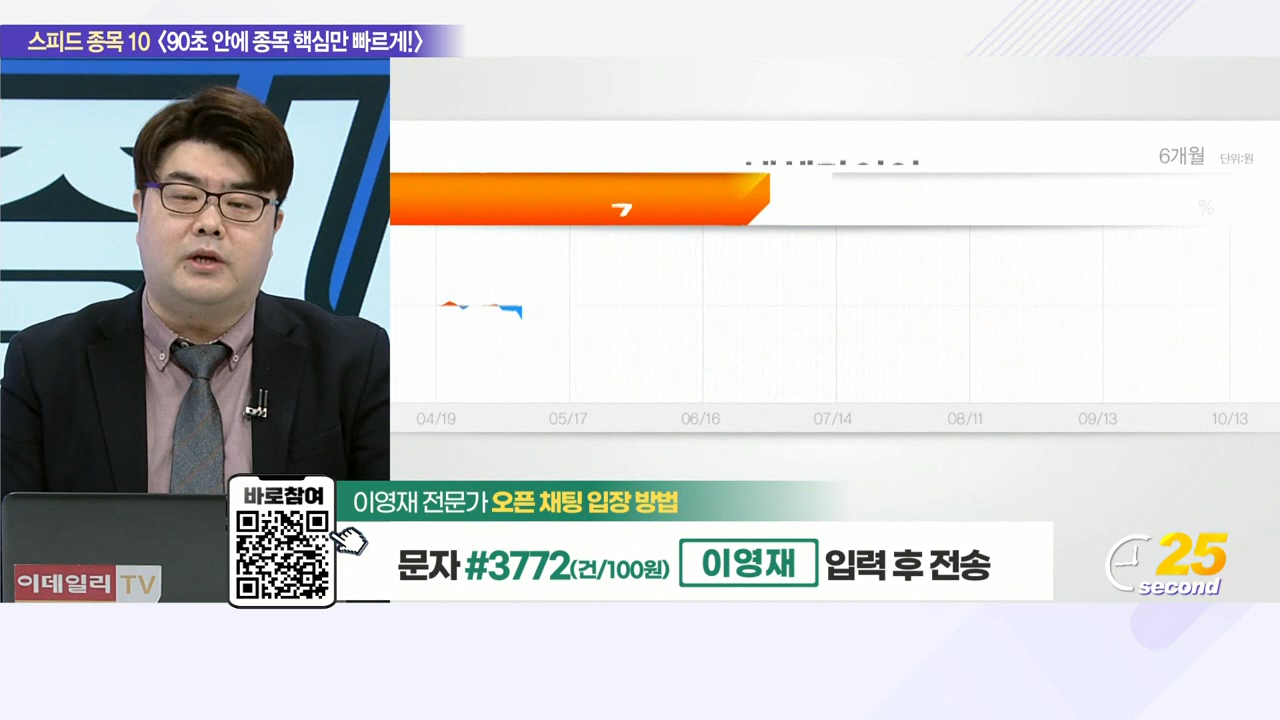 스피드 종목 10 <90초 안에 종목 핵심만 빠르게!>
6개월 단위:원
%
04/19 05/17 06/16 07/14 08/11 09/13 10/13
바로참여
이영재 전문가 오픈 채팅 입장 방법
문자 #3772(건/100원) 이영재 입력 후 전송
이데일리TV
25
second